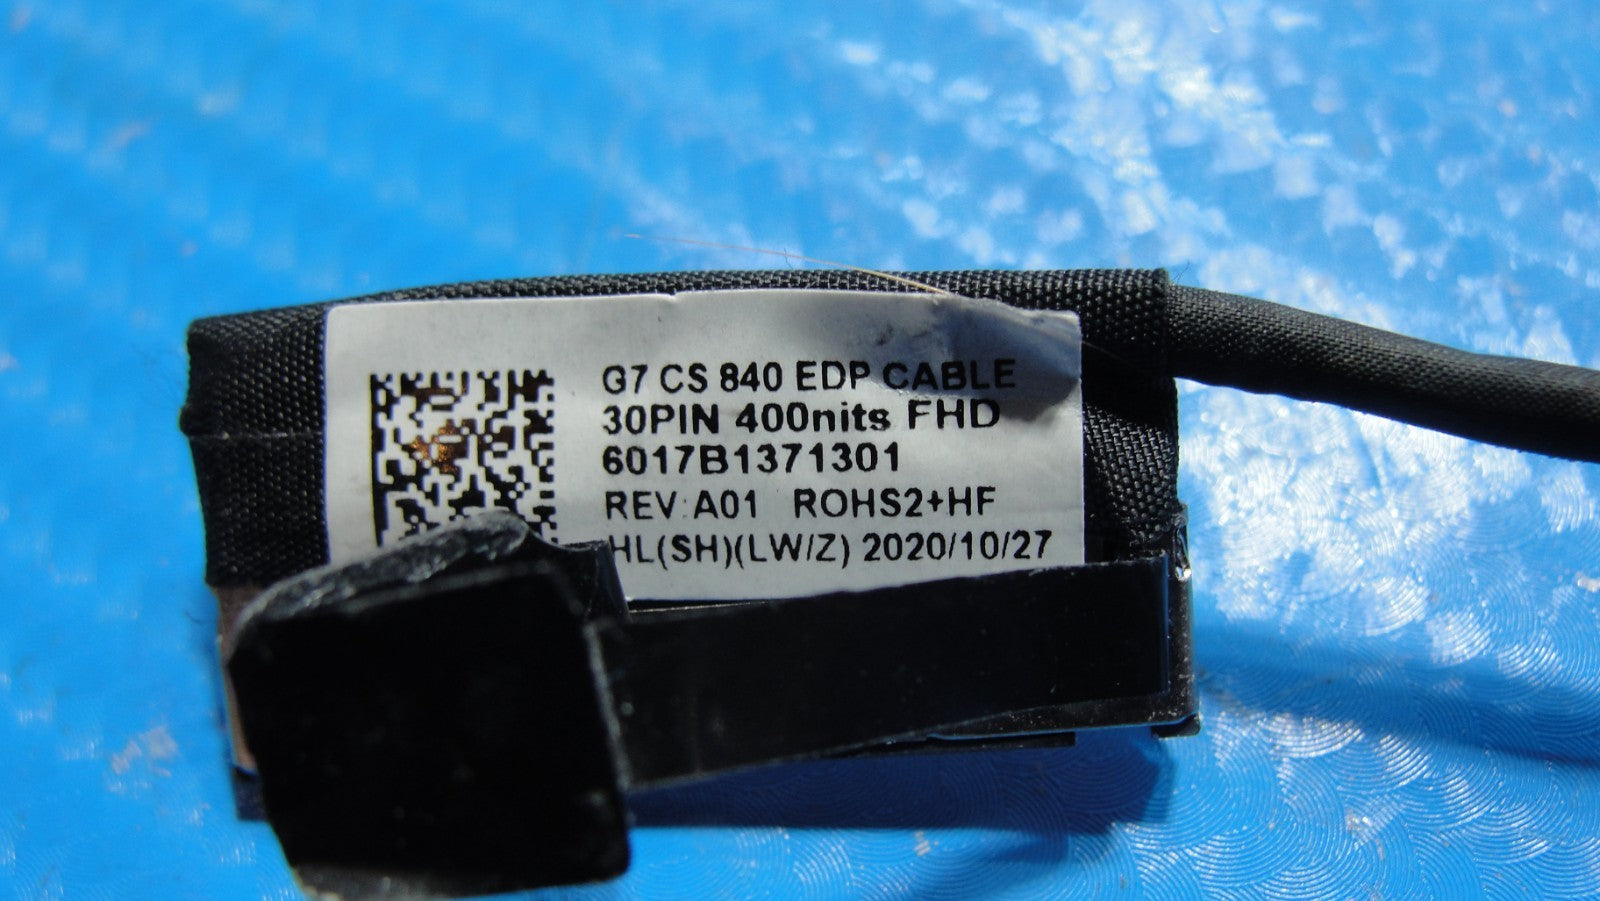 G7 CS 840 EDP CABLE
30PIN 400nits FHD
6017B1371301
REV:A01 ROHS2+HF
HL(SH)(LW/Z) 2020/10/27